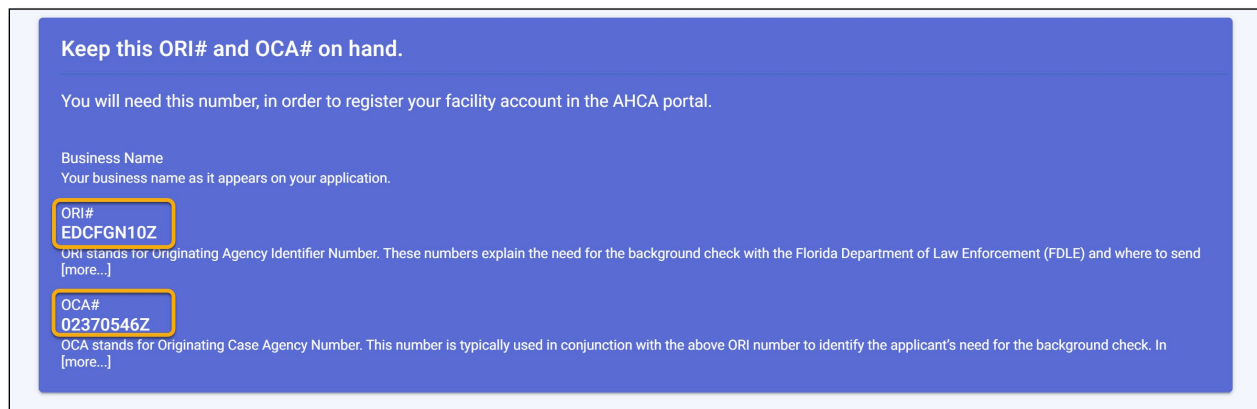 Keep this ORI# and OCA# on hand.
You will need this number, in order to register your facility account in the AHCA portal.
Business Name
Your business name as it appears on your application.
ORI#
EDCFGN10Z
ORI stands for Originating Agency Identifier Number. These numbers explain the need for the background check with the Florida Department of Law Enforcement (FDLE) and where to send
[more...]
OCA#
02370546Z
OCA stands for Originating Case Agency Number. This number is typically used in conjunction with the above ORI number to identify the applicant's need for the background check. In
[more...]